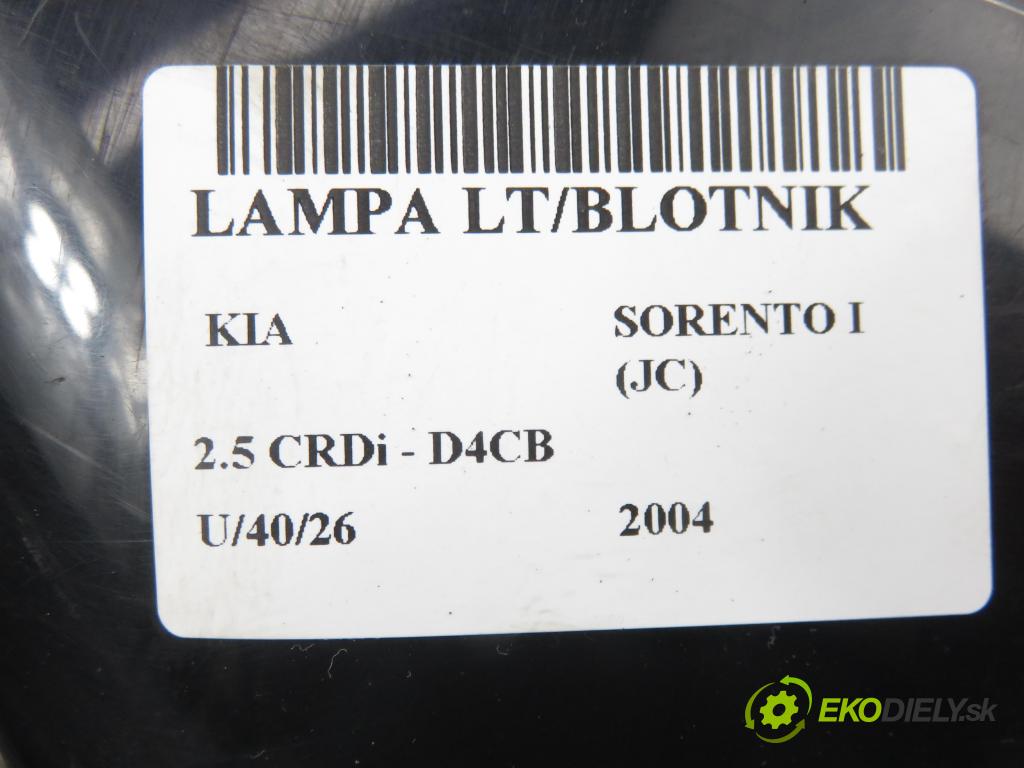 LAMPA LT/BLOTNIK
KIA SORENTO I
(JC)
2.5 CRDi - D4CB
U/40/26 2004
EKODIELY.sk